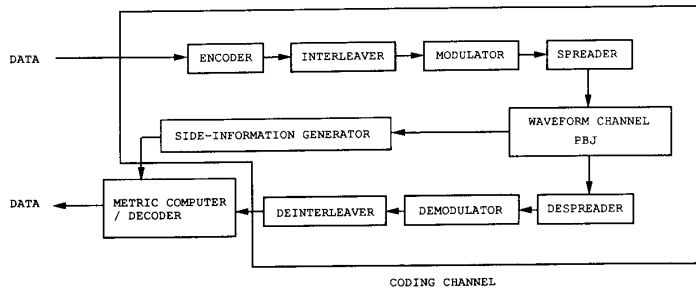 DATA
ENCODER
INTERLEAVER
MODULATOR
SPREADER
SIDE-INFORMATION GENERATOR
WAVEFORM CHANNEL
PBJ
DATA
METRIC COMPUTER
/ DECODER
DEINTERLEAVER
DEMODULATOR
DESPREADER
CODING CHANNEL